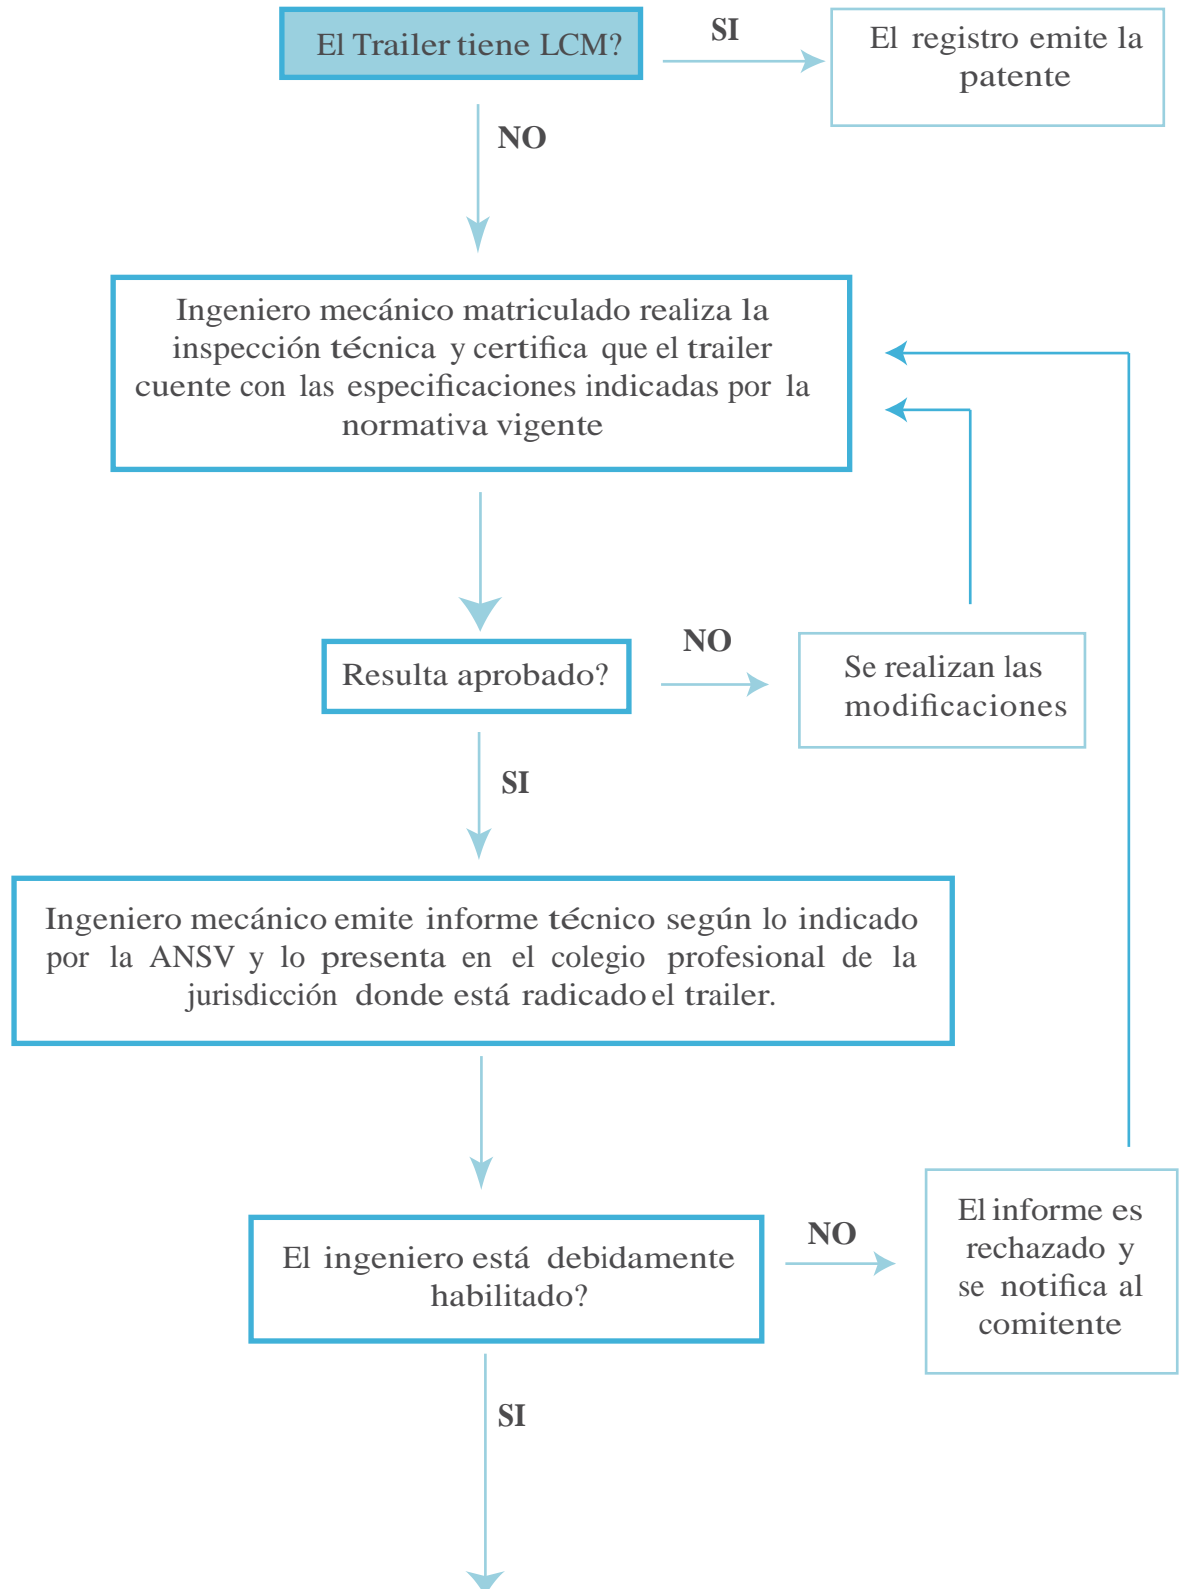 El Trailer tiene LCM?
SI
El registro emite la
patente
NO
Ingeniero mecánico matriculado realiza la
inspección técnica y certifica que el trailer
cuente con las especificaciones indicadas por la
normativa vigente
Resulta aprobado?
NO
Se realizan las
modificaciones
SI
Ingeniero mecánico emite informe técnico según lo indicado
por la ANSV y lo presenta en el colegio profesional de la
jurisdicción donde está radicado el trailer.
El ingeniero está debidamente
habilitado?
NO
El informe es
rechazado y
se notifica al
comitente
SI